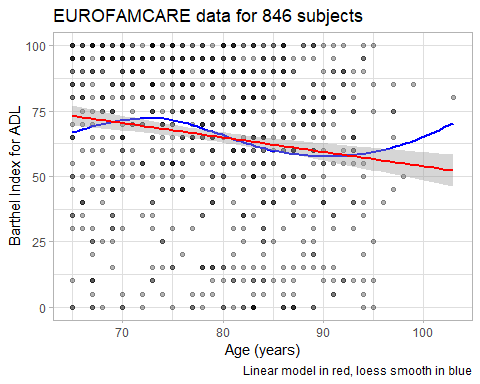 EUROFAMCARE data for 846 subjects
Barthel Index for ADL
100
75
50
25
0
70
80
90
100
Age (years)
Linear model in red, loess smooth in blue